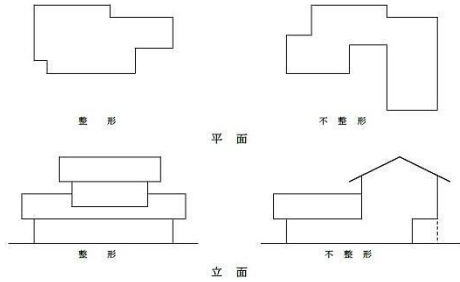 整 形
不 整 形
平 面
整 形
不 整 形
立 面